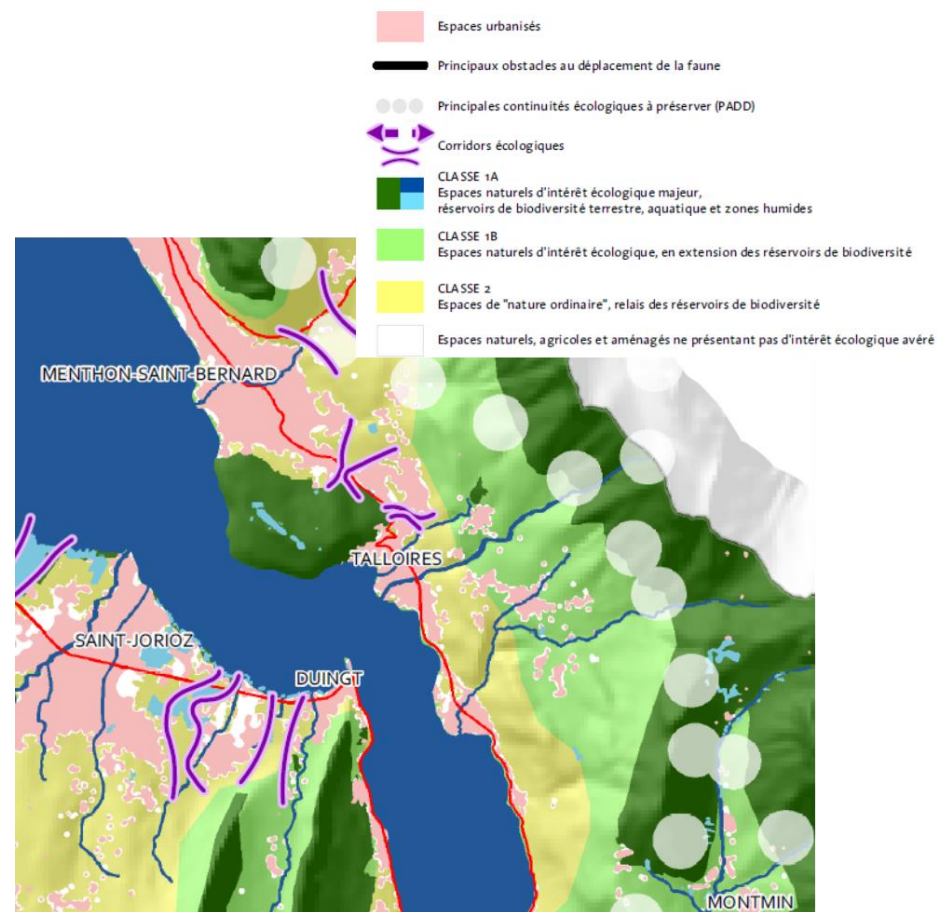 Espaces urbanisés
Principaux obstacles au déplacement de la faune
Principales continuités écologiques à préserver (PADD)
Corridors écologiques
CLASSE 1A
Espaces naturels d'intérêt écologique majeur,
réservoirs de biodiversité terrestre, aquatique et zones humides
CLASSE 1B
Espaces naturels d'intérêt écologique, en extension des réservoirs de biodiversité
CLASSE 2
Espaces de "nature ordinaire", relais des réservoirs de biodiversité
Espaces naturels, agricoles et aménagés ne présentant pas d'intérêt écologique avéré
MENTHON-SAINT-BERNARD
TALLOIRES
SAINT-JORIOZ
DUINGT
MONTMIN